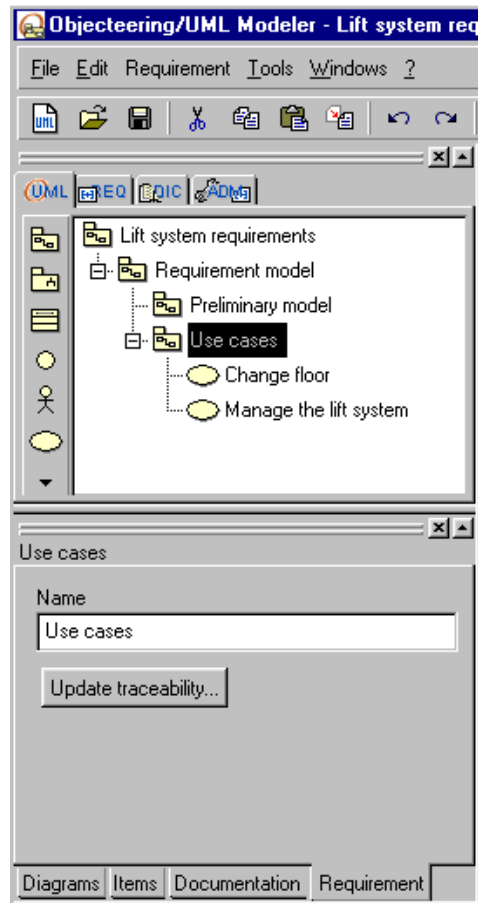 Objecteering/UML Modeler - Lift system req
File Edit Requirement Tools Windows ?
UML
UML REQ DIC ADM
Lift system requirements
Requirement model
Preliminary model
Use cases
Change floor
Manage the lift system
Use cases
Name
Use cases
Update traceability...
Diagrams Items Documentation Requirement